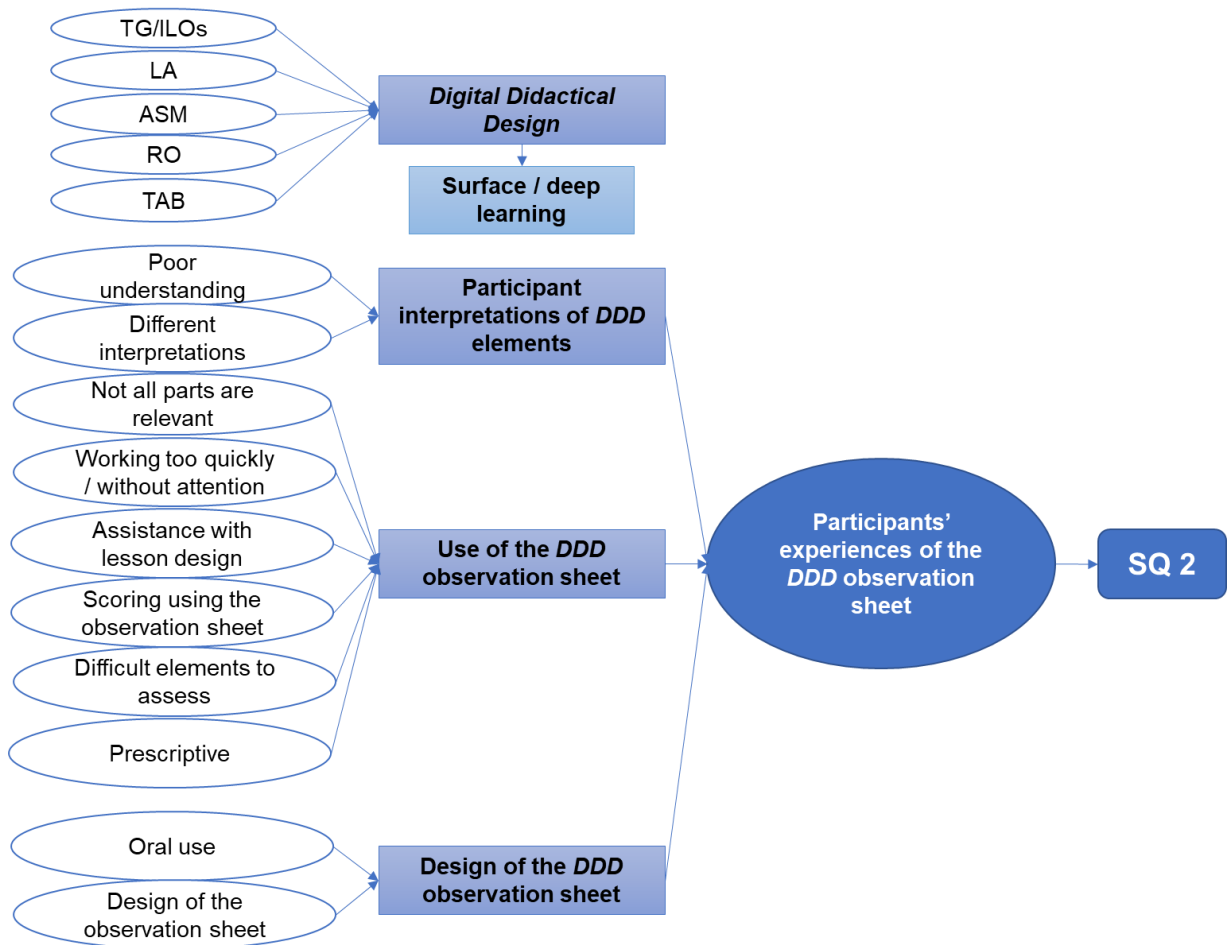 TG/ILOs
LA
ASM
RO
TAB
Digital Didactical
Design
Surface / deep
learning
Poor
understanding
Different
interpretations
Participant
interpretations of DDD
elements
Not all parts are
relevant
Working too quickly
/ without attention
Assistance with
lesson design
Scoring using the
observation sheet
Difficult elements to
assess
Prescriptive
Use of the DDD
observation sheet
Oral use
Design of the
observation sheet
Design of the DDD
observation sheet
Participants’
experiences of the
DDD observation
sheet
SQ 2